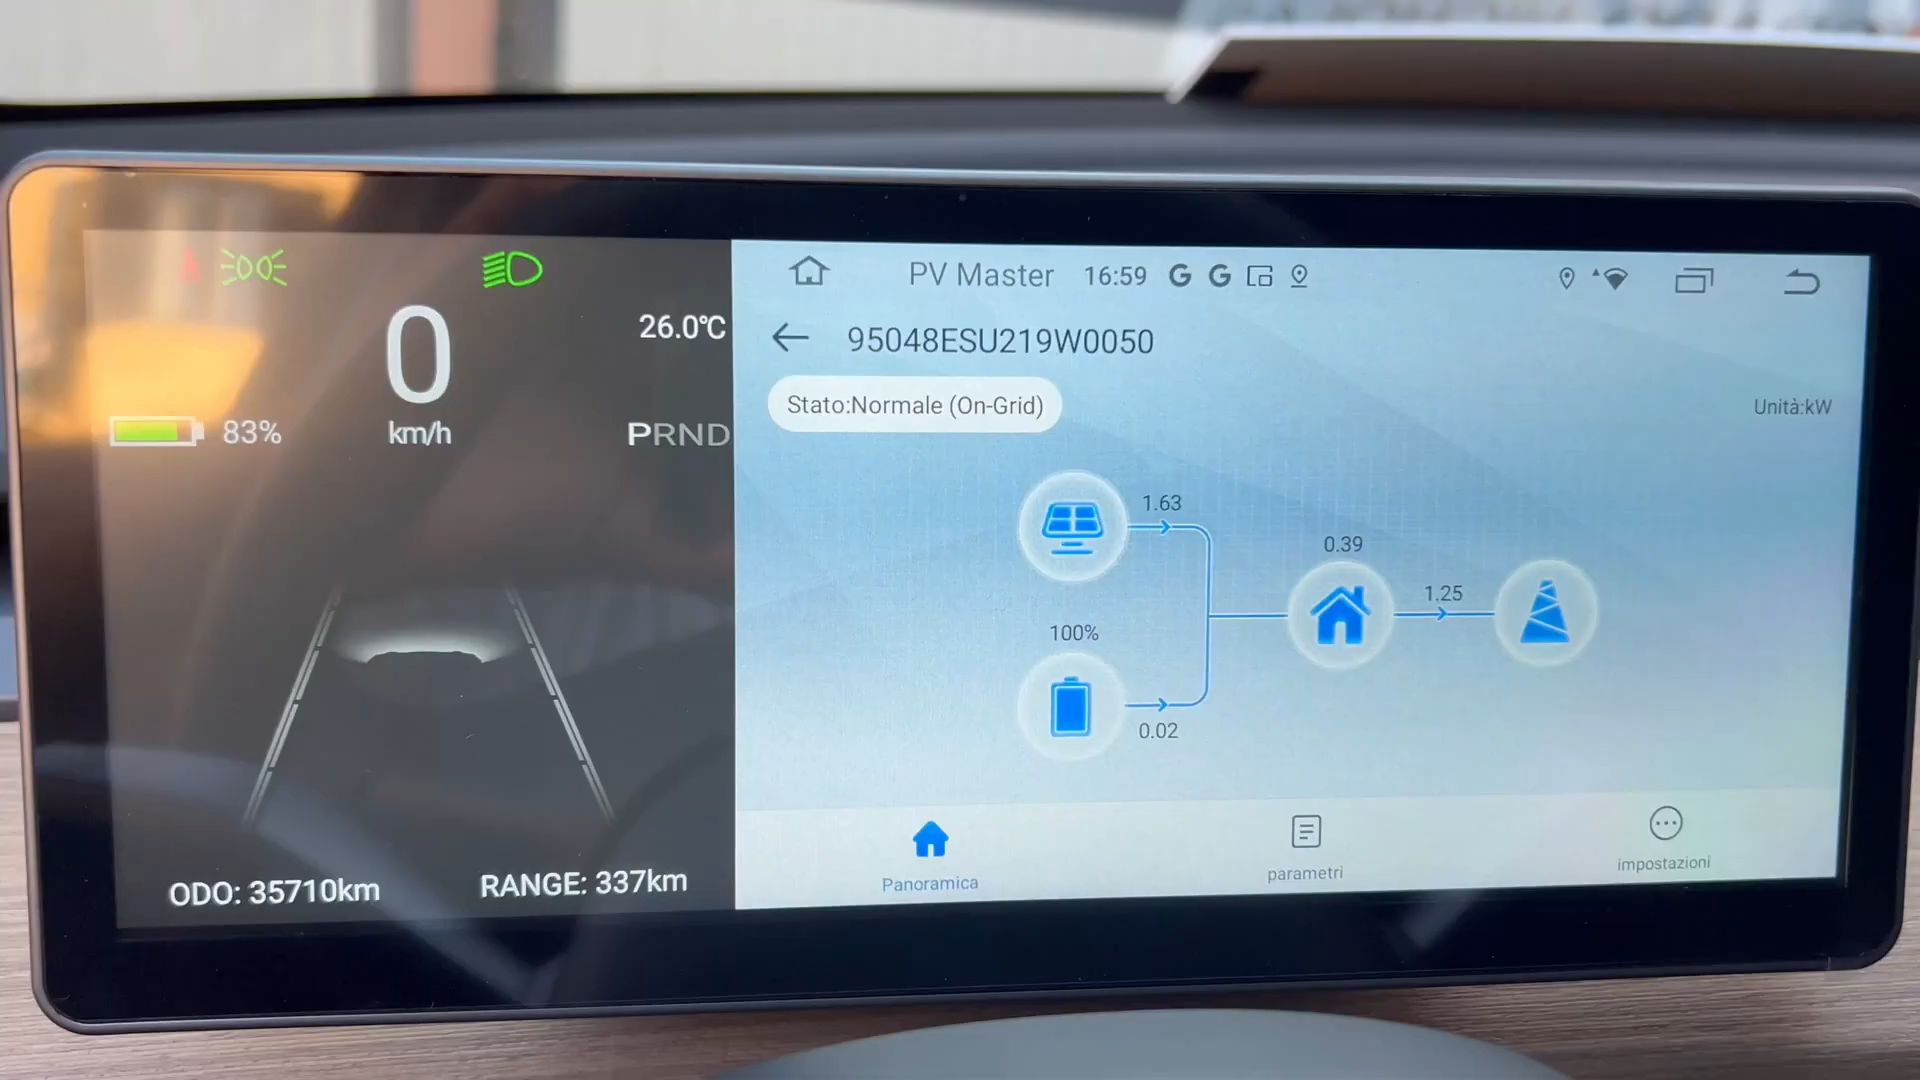 26.0℃
0
km/h
83%
PRND
ODO: 35710km
RANGE: 337km
PV Master 16:59 G G
95048ESU219W0050
Stato:Normale (On-Grid)
Unità:kW
1.63
0.39
1.25
100%
0.02
Panoramica
parametri
impostazioni